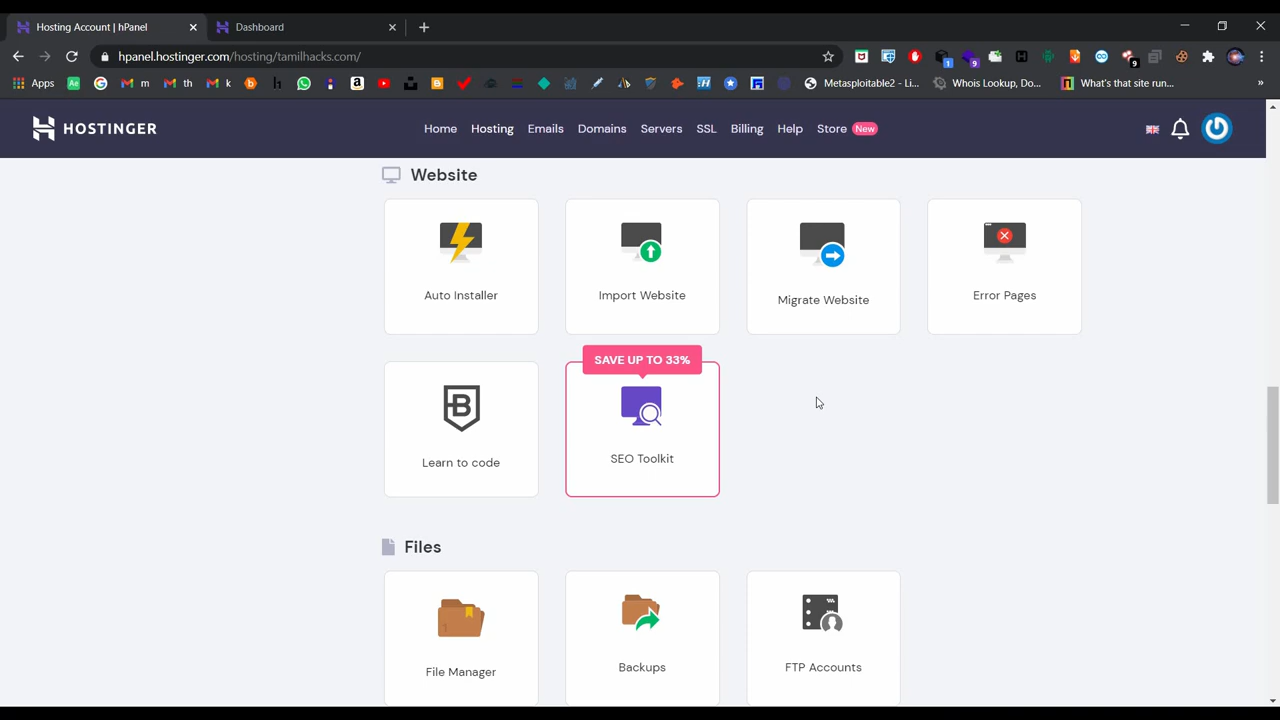 Hosting Account | hPanel
Dashboard
hpanel.hostinger.com/hosting/tamilhacks.com/
Apps
m
th
k
Metasploitable2 - Li...
Whois Lookup, Do...
What's that site run...
HOSTINGER
Home
Hosting
Emails
Domains
Servers
SSL
Billing
Help
Store
New
Website
Auto Installer
Import Website
Migrate Website
Error Pages
SAVE UP TO 33%
Learn to code
SEO Toolkit
Files
File Manager
Backups
FTP Accounts